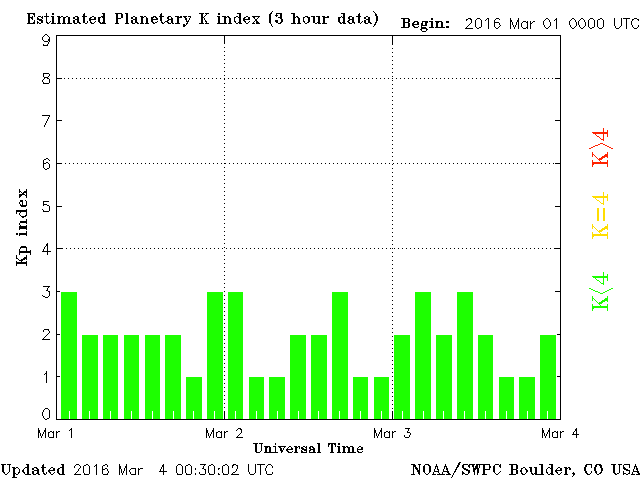 Estimated Planetary K index (3 hour data) Begin: 2016 Mar 01 0000 UTC
9
8
7
6
5
4
3
2
1
0
Kp index
K>4
K=4
K<4
Mar 1 Mar 2 Mar 3 Mar 4
Universal Time
Updated 2016 Mar 4 00:30:02 UTC NOAA/SWPC Boulder, CO USA